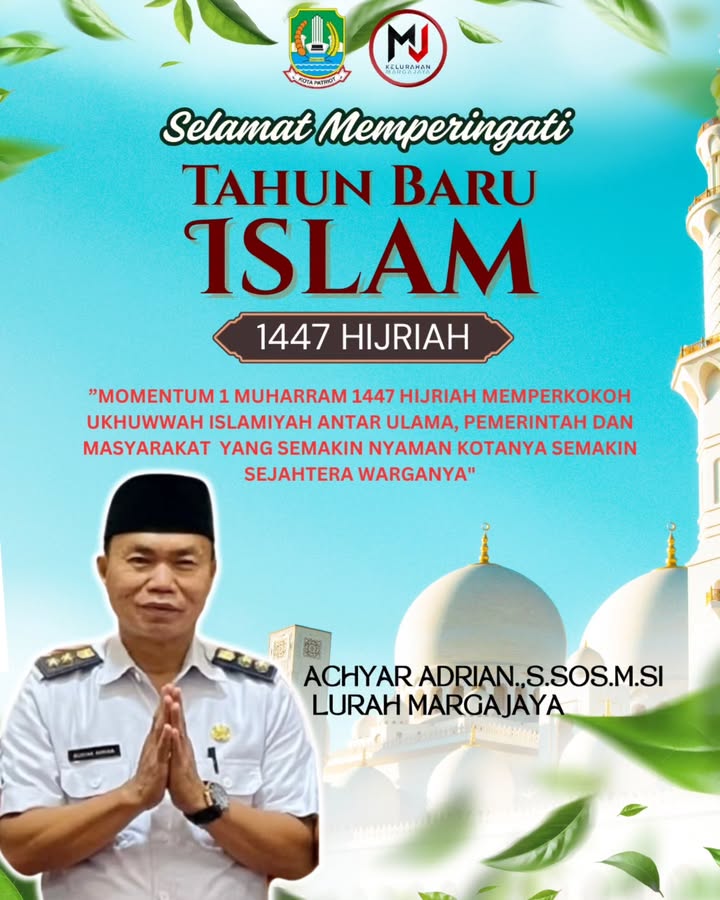 KOTA PATRIOT
MJ
KELURAHAN
MARGAJAYA
Selamat Memperingati
TAHUN BARU
ISLAM
1447 HIJRIAH
”MOMENTUM 1 MUHARRAM 1447 HIJRIAH MEMPERKOKOH
UKHUWWAH ISLAMIYAH ANTAR ULAMA, PEMERINTAH DAN
MASYARAKAT YANG SEMAKIN NYAMAN KOTANYA SEMAKIN
SEJAHTERA WARGANYA"
ACHYAR ADRIAN.,S.SOS.M.SI
LURAH MARGAJAYA